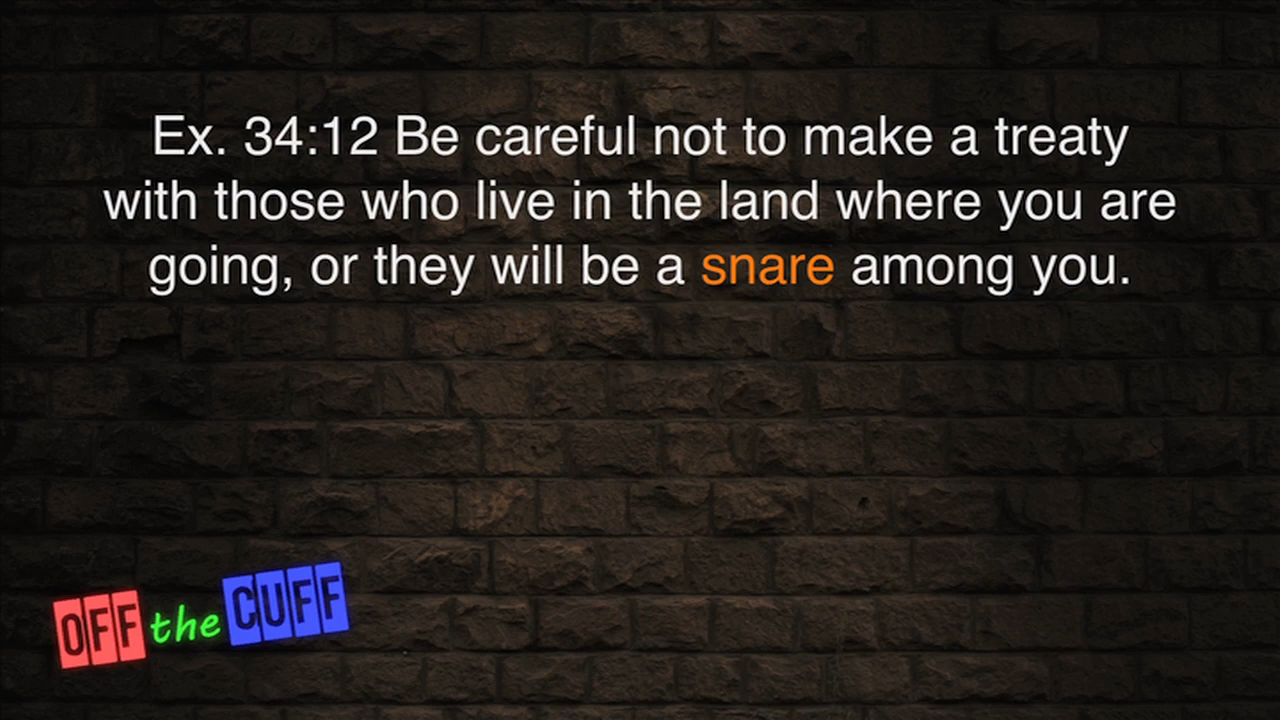 Ex. 34:12 Be careful not to make a treaty
with those who live in the land where you are
going, or they will be a snare among you.
OFF the CUFF